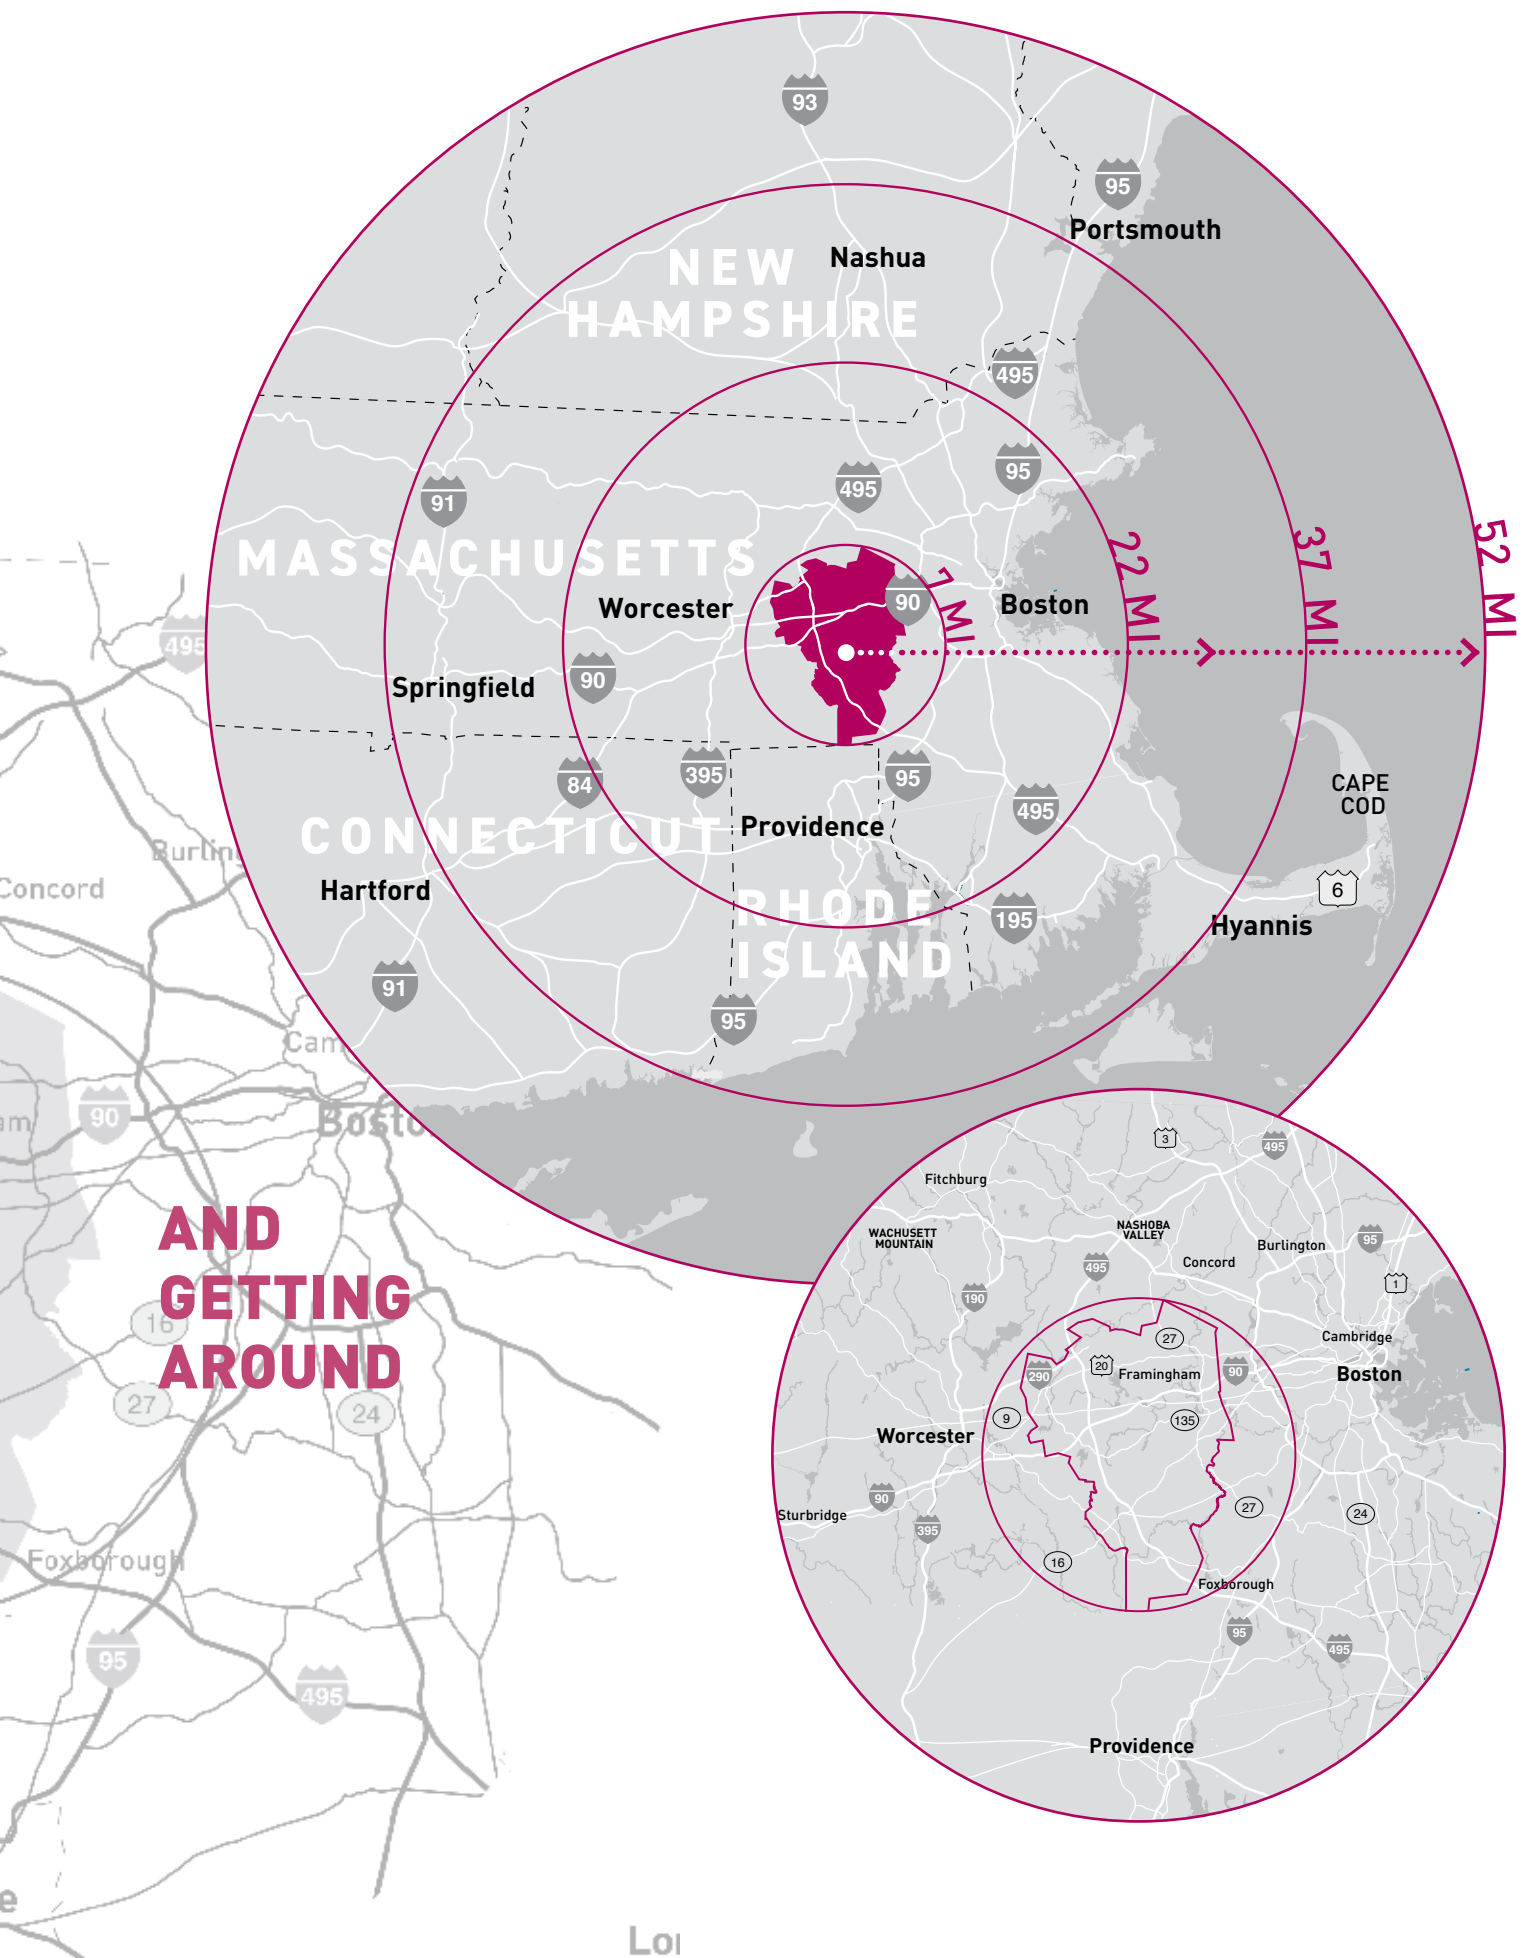 93
95
Portsmouth
Nashua
NEW
HAMPSHIRE
495
95
495
91
MASSACHUSETTS
Worcester
90
Boston
7 MI
22 MI
37 MI
52 MI
Springfield
90
84
395
95
495
CAPE
COD
CONNECTICUT
Providence
Hartford
RHODE
ISLAND
195
6
Hyannis
91
95
495
Concord
90
16
27
24
Foxborough
95
495
AND
GETTING
AROUND
3
495
Fitchburg
WACHUSETT
MOUNTAIN
NASHOBA
VALLEY
Burlington
95
495
Concord
1
190
27
Cambridge
20
Framingham
90
Boston
290
9
135
Worcester
90
Sturbridge
395
27
24
16
Foxborough
95
495
Providence